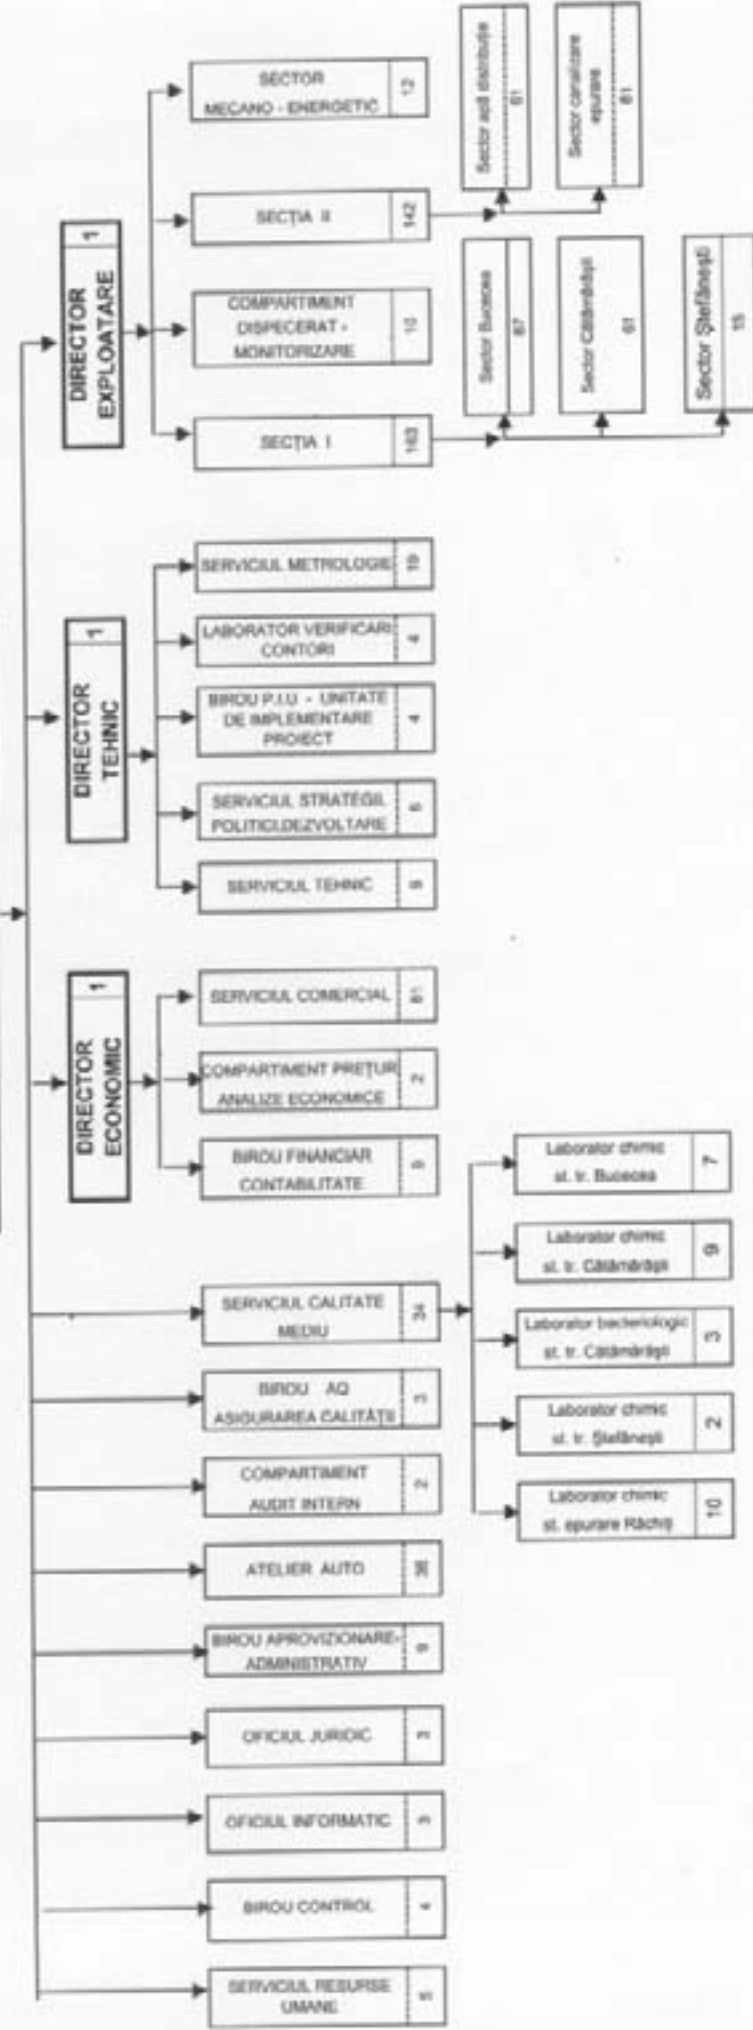 DIRECTOR
EXPLOATARE
1
SECTOR
MECANO - ENERGETIC
12
SECȚIA II
142
Sector apă distribuție
61
Sector canalizare
epurare
81
COMPARTIMENT
DISPECERAT -
MONITORIZARE
10
SECȚIA I
163
Sector Bucecea
87
Sector Cătămărăști
61
Sector Ștefănești
15
DIRECTOR
TEHNIC
1
SERVICIUL METROLOGIE
19
LABORATOR VERIFICARI
CONTORI
4
BIROU P.I.U - UNITATE
DE IMPLEMENTARE
PROIECT
4
SERVICIUL STRATEGII,
POLITICI,DEZVOLTARE
SERVICIUL TEHNIC
DIRECTOR
ECONOMIC
1
SERVICIUL COMERCIAL
COMPARTIMENT PREȚURI
ANALIZE ECONOMICE
2
BIROU FINANCIAR
CONTABILITATE
9
SERVICIUL CALITATE
MEDIU
34
Laborator chimic
st. tr. Bucecea
7
Laborator chimic
st. tr. Cătămărăști
9
Laborator bacteriologic
st. tr. Cătămărăști
3
Laborator chimic
st. tr. Ștefănești
2
Laborator chimic
st. epurare Răchiți
10
BIROU AQ
ASIGURAREA CALITĂȚII
3
COMPARTIMENT
AUDIT INTERN
2
ATELIER AUTO
BIROU APROVIZIONARE-
ADMINISTRATIV
9
OFICIUL JURIDIC
3
OFICIUL INFORMATIC
3
BIROU CONTROL
4
SERVICIUL RESURSE
UMANE
5